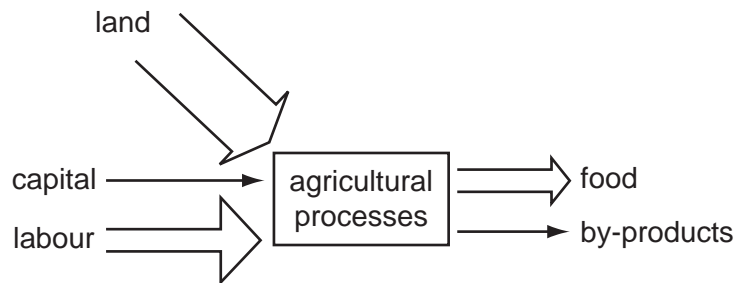 land
capital
labour
agricultural
processes
food
by-products